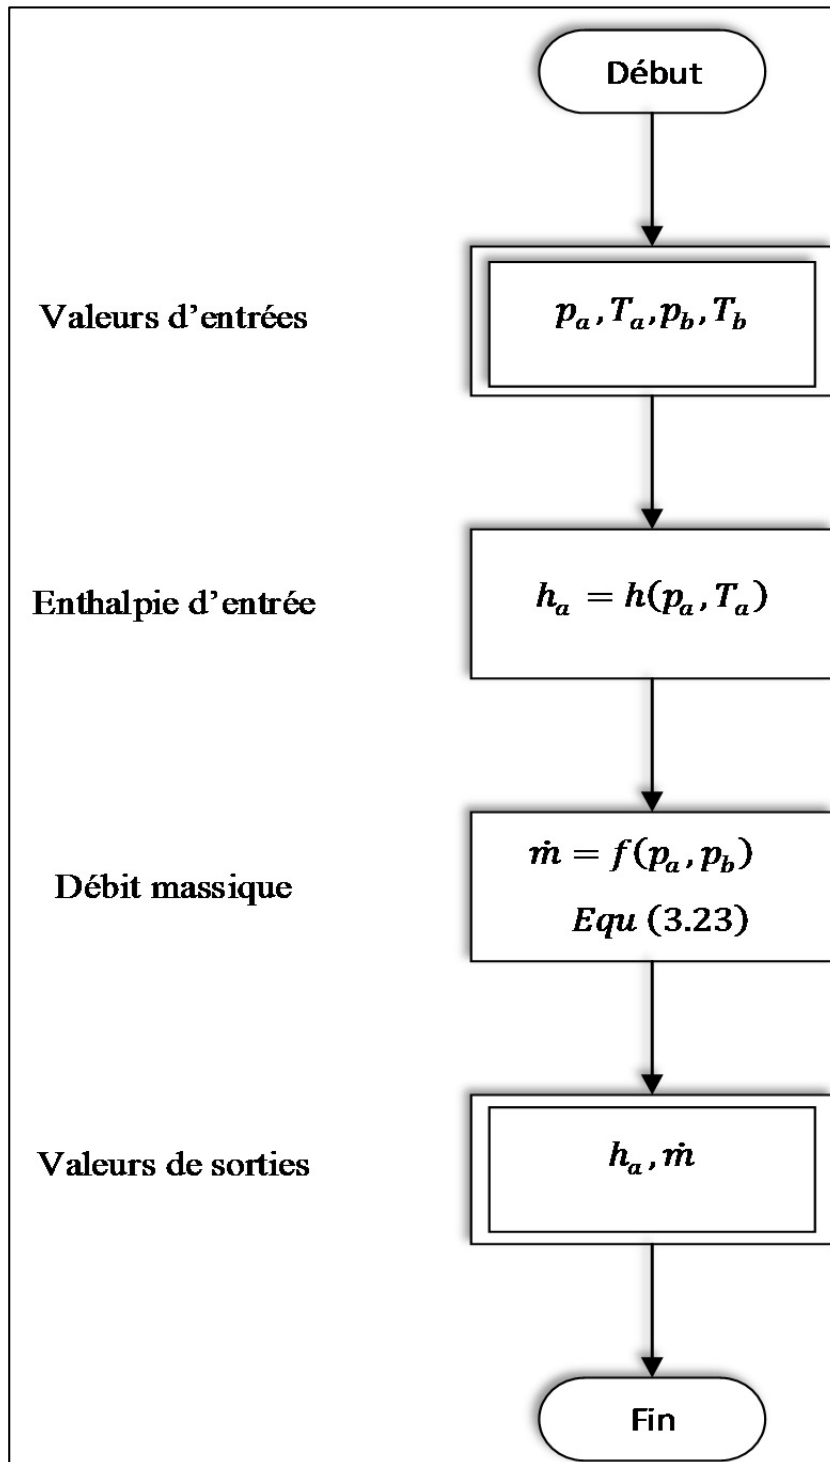 Début
Valeurs d’entrées
p_a, T_a, p_b, T_b
Enthalpie d’entrée
h_a = h(p_a, T_a)
Débit massique
ṁ = f(p_a, p_b)
Equ (3.23)
Valeurs de sorties
h_a, ṁ
Fin